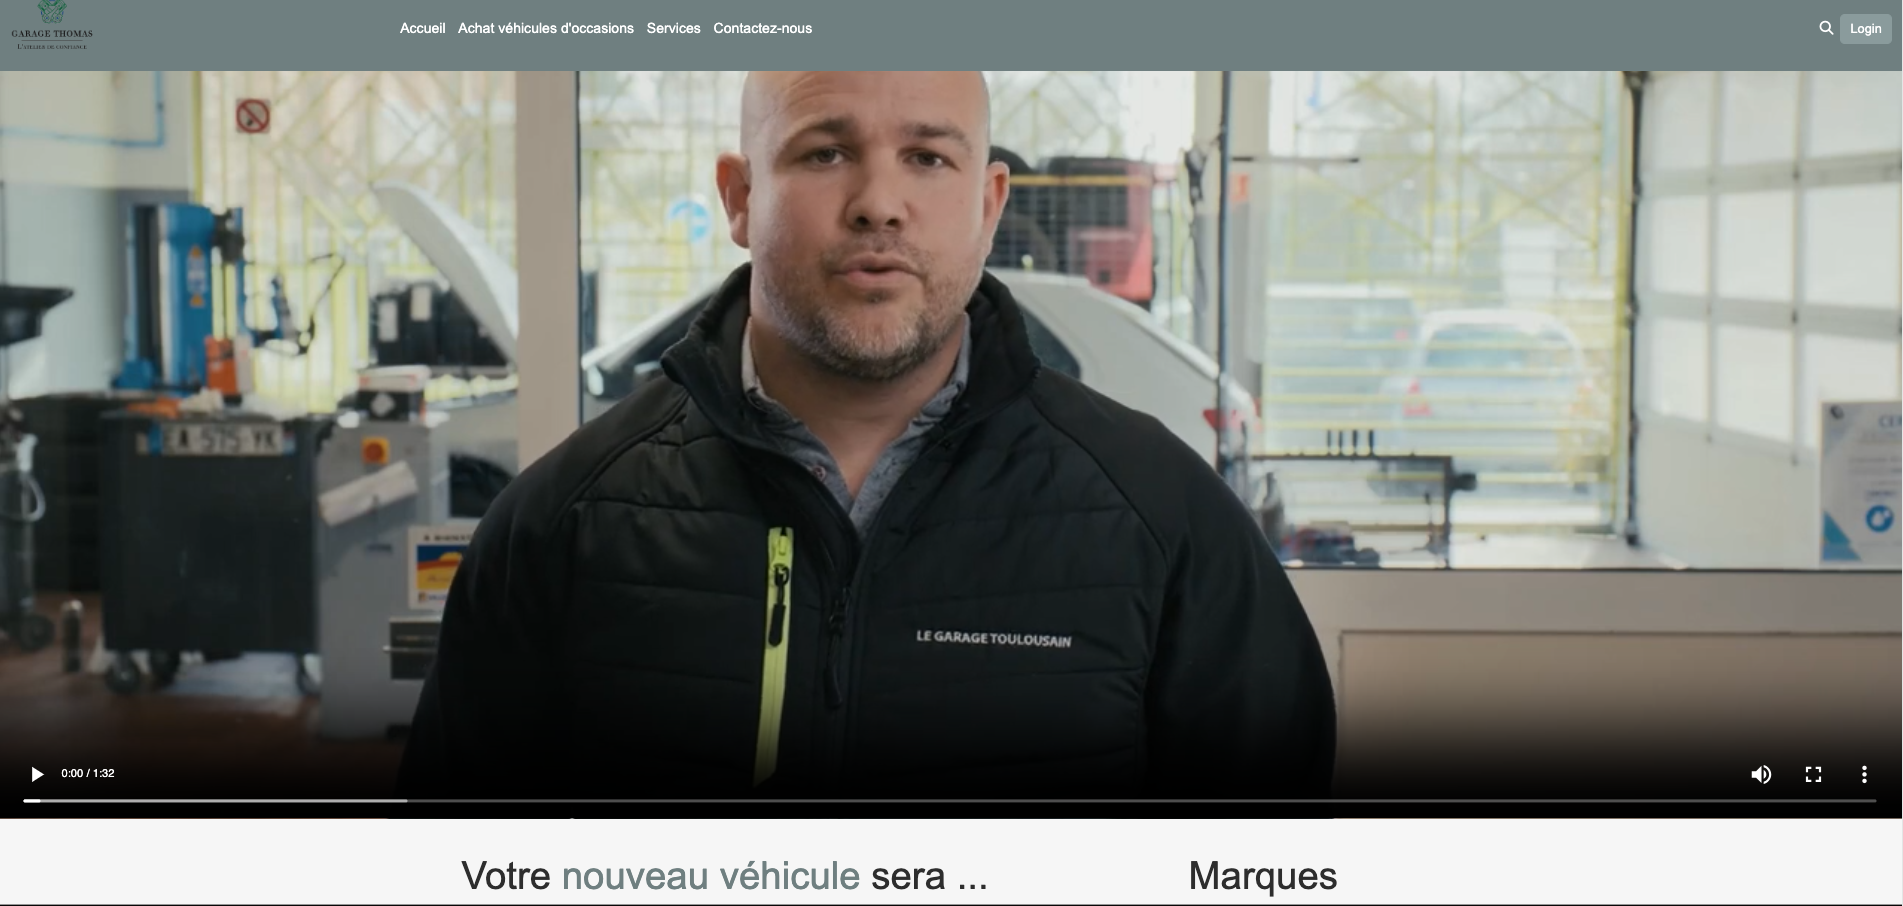 GARAGE THOMAS
L'ATELIER DE CONFIANCE
Accueil Achat véhicules d'occasions Services Contactez-nous
Login
EA-575-YK
LE GARAGE TOULOUSAIN
0:00 / 1:32
Votre nouveau véhicule sera ...
Marques